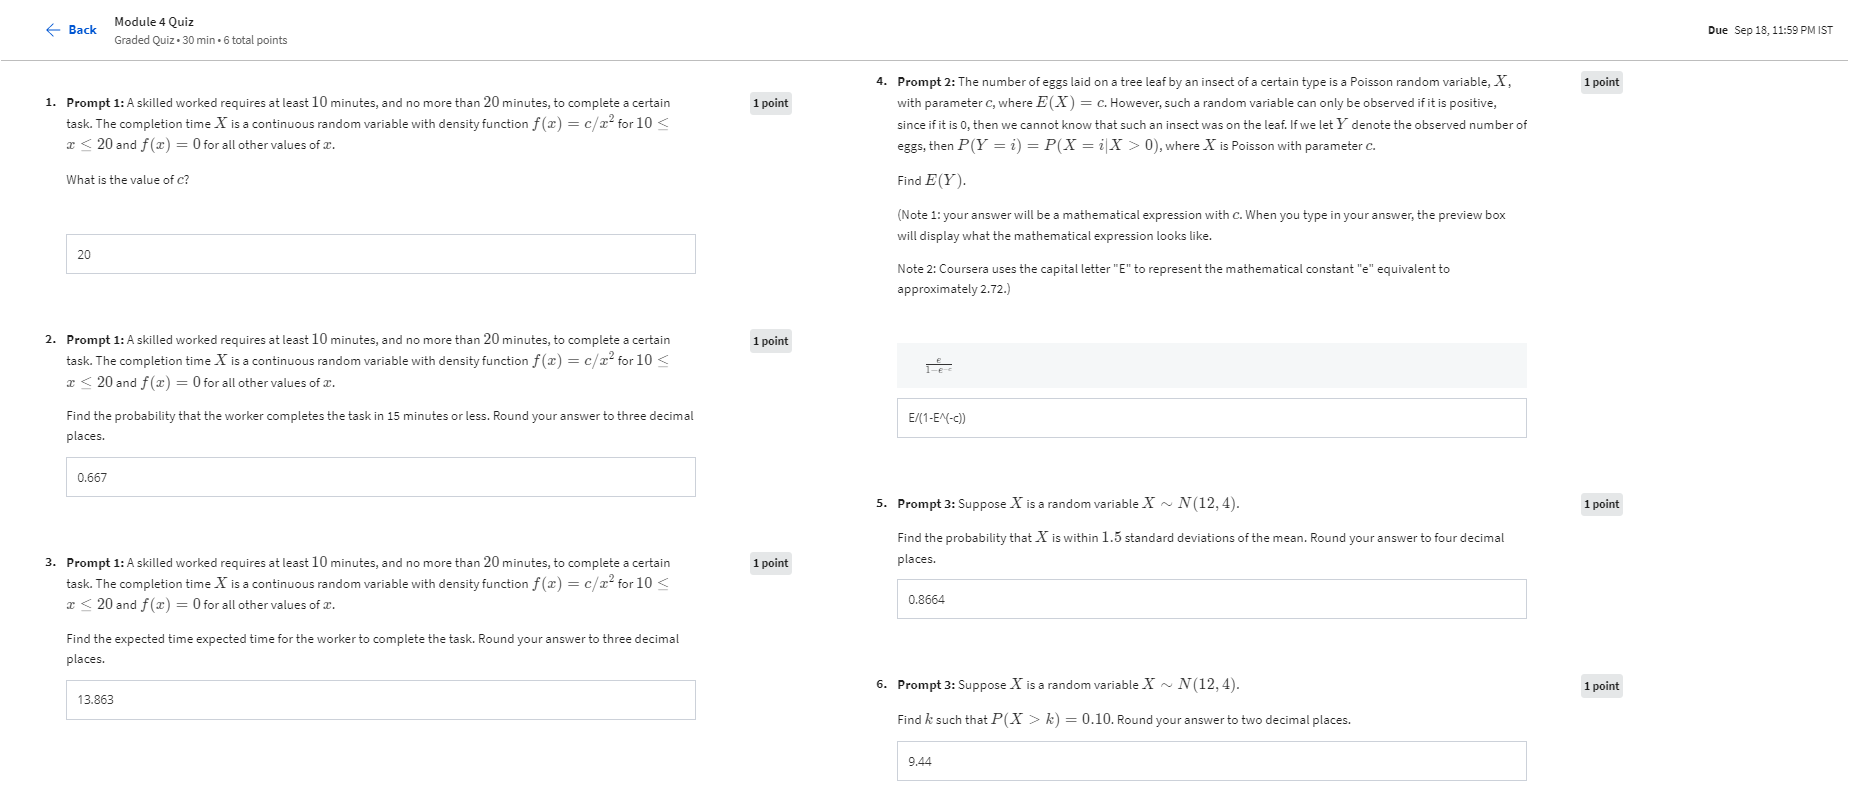 Back
Module 4 Quiz
Graded Quiz • 30 min • 6 total points
Due Sep 18, 11:59 PM IST
1. Prompt 1: A skilled worked requires at least 10 minutes, and no more than 20 minutes, to complete a certain
1 point
task. The completion time X is a continuous random variable with density function f(x) = c/x² for 10 ≤
x ≤ 20 and f(x) = 0 for all other values of x.
What is the value of c?
20
2. Prompt 1: A skilled worked requires at least 10 minutes, and no more than 20 minutes, to complete a certain
1 point
task. The completion time X is a continuous random variable with density function f(x) = c/x² for 10 ≤
x ≤ 20 and f(x) = 0 for all other values of x.
Find the probability that the worker completes the task in 15 minutes or less. Round your answer to three decimal
places.
0.667
3. Prompt 1: A skilled worked requires at least 10 minutes, and no more than 20 minutes, to complete a certain
1 point
task. The completion time X is a continuous random variable with density function f(x) = c/x² for 10 ≤
x ≤ 20 and f(x) = 0 for all other values of x.
Find the expected time expected time for the worker to complete the task. Round your answer to three decimal
places.
13.863
4. Prompt 2: The number of eggs laid on a tree leaf by an insect of a certain type is a Poisson random variable, X,
1 point
with parameter c, where E(X) = c. However, such a random variable can only be observed if it is positive,
since if it is 0, then we cannot know that such an insect was on the leaf. If we let Y denote the observed number of
eggs, then P(Y = i) = P(X = i|X > 0), where X is Poisson with parameter c.
Find E(Y).
(Note 1: your answer will be a mathematical expression with c. When you type in your answer, the preview box
will display what the mathematical expression looks like.
Note 2: Coursera uses the capital letter "E" to represent the mathematical constant "e" equivalent to
approximately 2.72.)
e/(1−e^−c)
E/(1-E^(-c))
5. Prompt 3: Suppose X is a random variable X ∼ N(12, 4).
1 point
Find the probability that X is within 1.5 standard deviations of the mean. Round your answer to four decimal
places.
0.8664
6. Prompt 3: Suppose X is a random variable X ∼ N(12, 4).
1 point
Find k such that P(X > k) = 0.10. Round your answer to two decimal places.
9.44